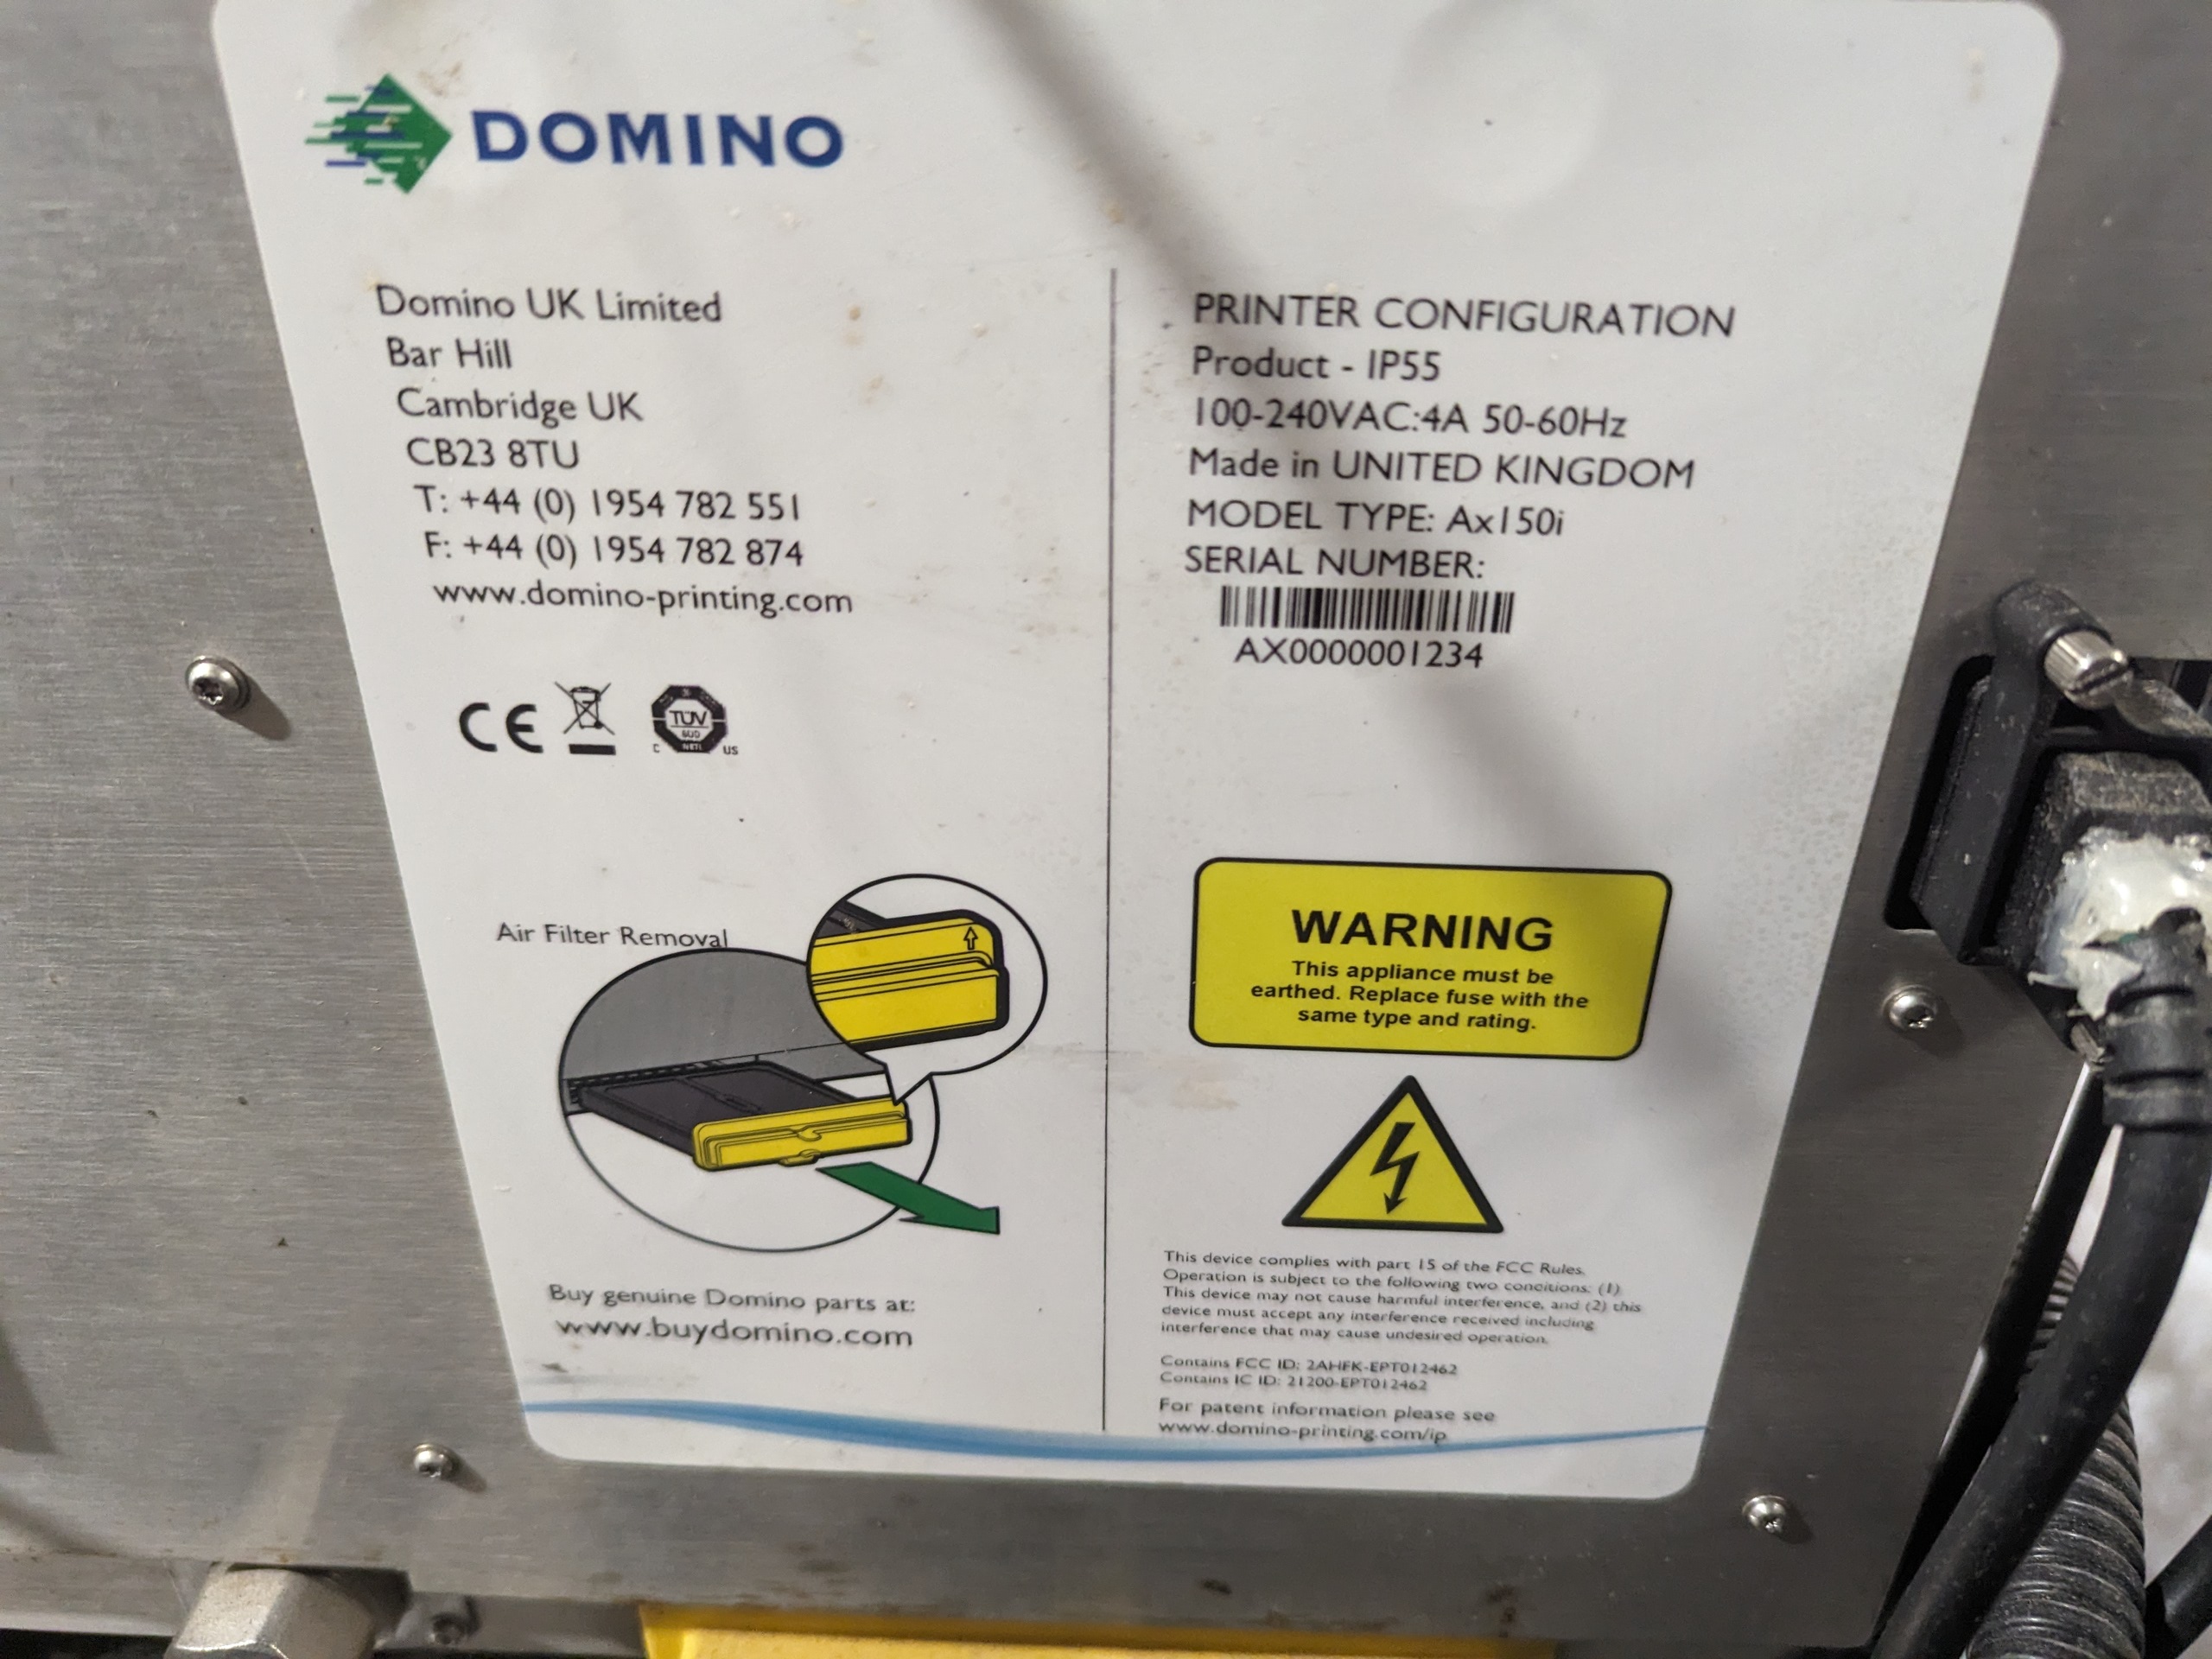 DOMINO
Domino UK Limited
Bar Hill
Cambridge UK
CB23 8TU
T: +44 (0) 1954 782 551
F: +44 (0) 1954 782 874
www.domino-printing.com
CE
TÜV
SÜD
NRTL
C US
Air Filter Removal
Buy genuine Domino parts at:
www.buydomino.com
PRINTER CONFIGURATION
Product - IP55
100-240VAC:4A 50-60Hz
Made in UNITED KINGDOM
MODEL TYPE: Ax150i
SERIAL NUMBER:
AX0000001234
WARNING
This appliance must be
earthed. Replace fuse with the
same type and rating.
This device complies with part 15 of the FCC Rules.
Operation is subject to the following two conditions: (1)
This device may not cause harmful interference, and (2) this
device must accept any interference received including
interference that may cause undesired operation.
Contains FCC ID: 2AHFK-EPT012462
Contains IC ID: 21200-EPT012462
For patent information please see
www.domino-printing.com/ip